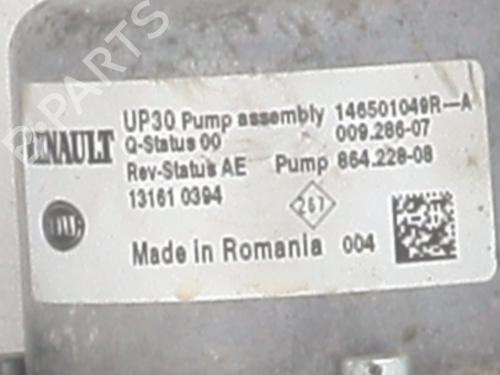 B-PARTS
UP30 Pump assembly 146501049R-A
RENAULT Q-Status 00 009.286-07
Rev-Status AE Pump 864.228-08
13161 0394
267
Made in Romania 004